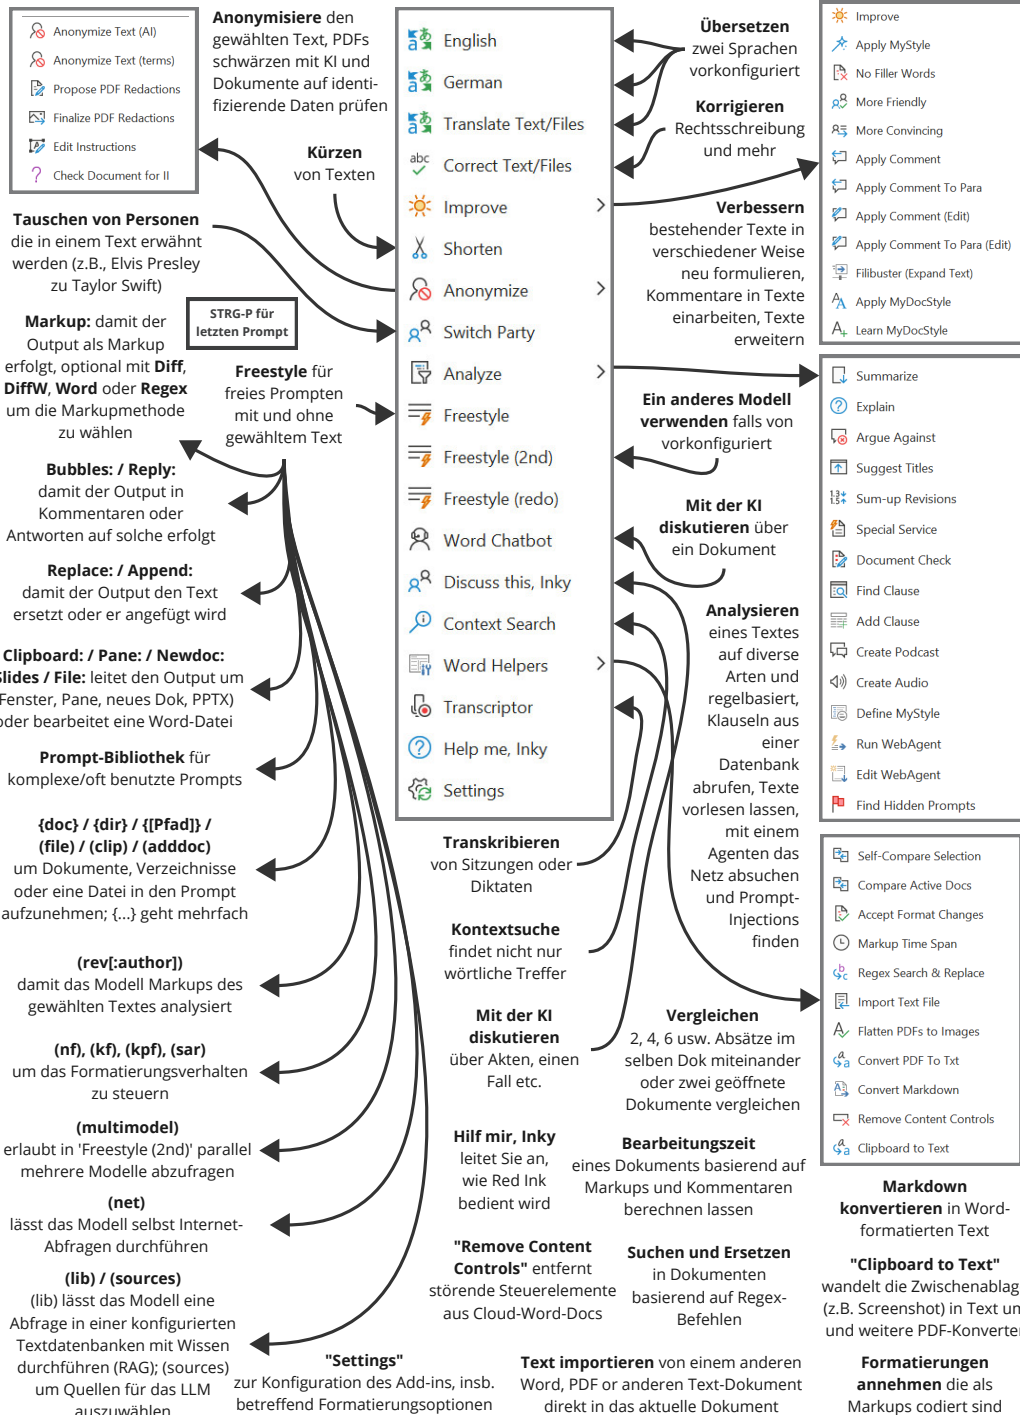 Anonymize Text (AI)
Anonymize Text (terms)
Propose PDF Redactions
Finalize PDF Redactions
Edit Instructions
Check Document for II
Anonymisiere den
gewählten Text, PDFs
schwärzen mit KI und
Dokumente auf identi-
fizierende Daten prüfen
Kürzen
von Texten
Tauschen von Personen
die in einem Text erwähnt
werden (z.B., Elvis Presley
zu Taylor Swift)
STRG-P für
letzten Prompt
Markup: damit der
Output als Markup
erfolgt, optional mit Diff,
DiffW, Word oder Regex
um die Markupmethode
zu wählen
Freestyle für
freies Prompten
mit und ohne
gewähltem Text
Bubbles: / Reply:
damit der Output in
Kommentaren oder
Antworten auf solche erfolgt
Replace: / Append:
damit der Output den Text
ersetzt oder er angefügt wird
Clipboard: / Pane: / Newdoc:
Slides / File: leitet den Output um
(Fenster, Pane, neues Dok, PPTX)
oder bearbeitet eine Word-Datei
Prompt-Bibliothek für
komplexe/oft benutzte Prompts
{doc} / {dir} / {[Pfad]} /
(file) / (clip) / (adddoc)
um Dokumente, Verzeichnisse
oder eine Datei in den Prompt
aufzunehmen; {...} geht mehrfach
(rev[:author])
damit das Modell Markups des
gewählten Textes analysiert
(nf), (kf), (kpf), (sar)
um das Formatierungsverhalten
zu steuern
(multimodel)
erlaubt in 'Freestyle (2nd)' parallel
mehrere Modelle abzufragen
(net)
lässt das Modell selbst Internet-
Abfragen durchführen
(lib) / (sources)
(lib) lässt das Modell eine
Abfrage in einer konfigurierten
Textdatenbanken mit Wissen
durchführen (RAG); (sources)
um Quellen für das LLM
auszuwählen
English
German
Translate Text/Files
Correct Text/Files
Improve
Shorten
Anonymize
Switch Party
Analyze
Freestyle
Freestyle (2nd)
Freestyle (redo)
Word Chatbot
Discuss this, Inky
Context Search
Word Helpers
Transcriptor
Help me, Inky
Settings
Übersetzen
zwei Sprachen
vorkonfiguriert
Korrigieren
Rechtsschreibung
und mehr
Verbessern
bestehender Texte in
verschiedener Weise
neu formulieren,
Kommentare in Texte
einarbeiten, Texte
erweitern
Ein anderes Modell
verwenden falls von
vorkonfiguriert
Mit der KI
diskutieren über
ein Dokument
Analysieren
eines Textes
auf diverse
Arten und
regelbasiert,
Klauseln aus
einer
Datenbank
abrufen, Texte
vorlesen lassen,
mit einem
Agenten das
Netz absuchen
und Prompt-
Injections
finden
Transkribieren
von Sitzungen oder
Diktaten
Kontextsuche
findet nicht nur
wörtliche Treffer
Mit der KI
diskutieren
über Akten, einen
Fall etc.
Vergleichen
2, 4, 6 usw. Absätze im
selben Dok miteinander
oder zwei geöffnete
Dokumente vergleichen
Hilf mir, Inky
leitet Sie an,
wie Red Ink
bedient wird
Bearbeitungszeit
eines Dokuments basierend auf
Markups und Kommentaren
berechnen lassen
"Remove Content
Controls" entfernt
störende Steuerelemente
aus Cloud-Word-Docs
Suchen und Ersetzen
in Dokumenten
basierend auf Regex-
Befehlen
"Settings"
zur Konfiguration des Add-ins, insb.
betreffend Formatierungsoptionen
Text importieren von einem anderen
Word, PDF or anderen Text-Dokument
direkt in das aktuelle Dokument
Improve
Apply MyStyle
No Filler Words
More Friendly
More Convincing
Apply Comment
Apply Comment To Para
Apply Comment (Edit)
Apply Comment To Para (Edit)
Filibuster (Expand Text)
Apply MyDocStyle
Learn MyDocStyle
Summarize
Explain
Argue Against
Suggest Titles
Sum-up Revisions
Special Service
Document Check
Find Clause
Add Clause
Create Podcast
Create Audio
Define MyStyle
Run WebAgent
Edit WebAgent
Find Hidden Prompts
Self-Compare Selection
Compare Active Docs
Accept Format Changes
Markup Time Span
Regex Search & Replace
Import Text File
Flatten PDFs to Images
Convert PDF To Txt
Convert Markdown
Remove Content Controls
Clipboard to Text
Markdown
konvertieren in Word-
formatierten Text
"Clipboard to Text"
wandelt die Zwischenablag
(z.B. Screenshot) in Text um
und weitere PDF-Konverter
Formatierungen
annehmen die als
Markups codiert sind